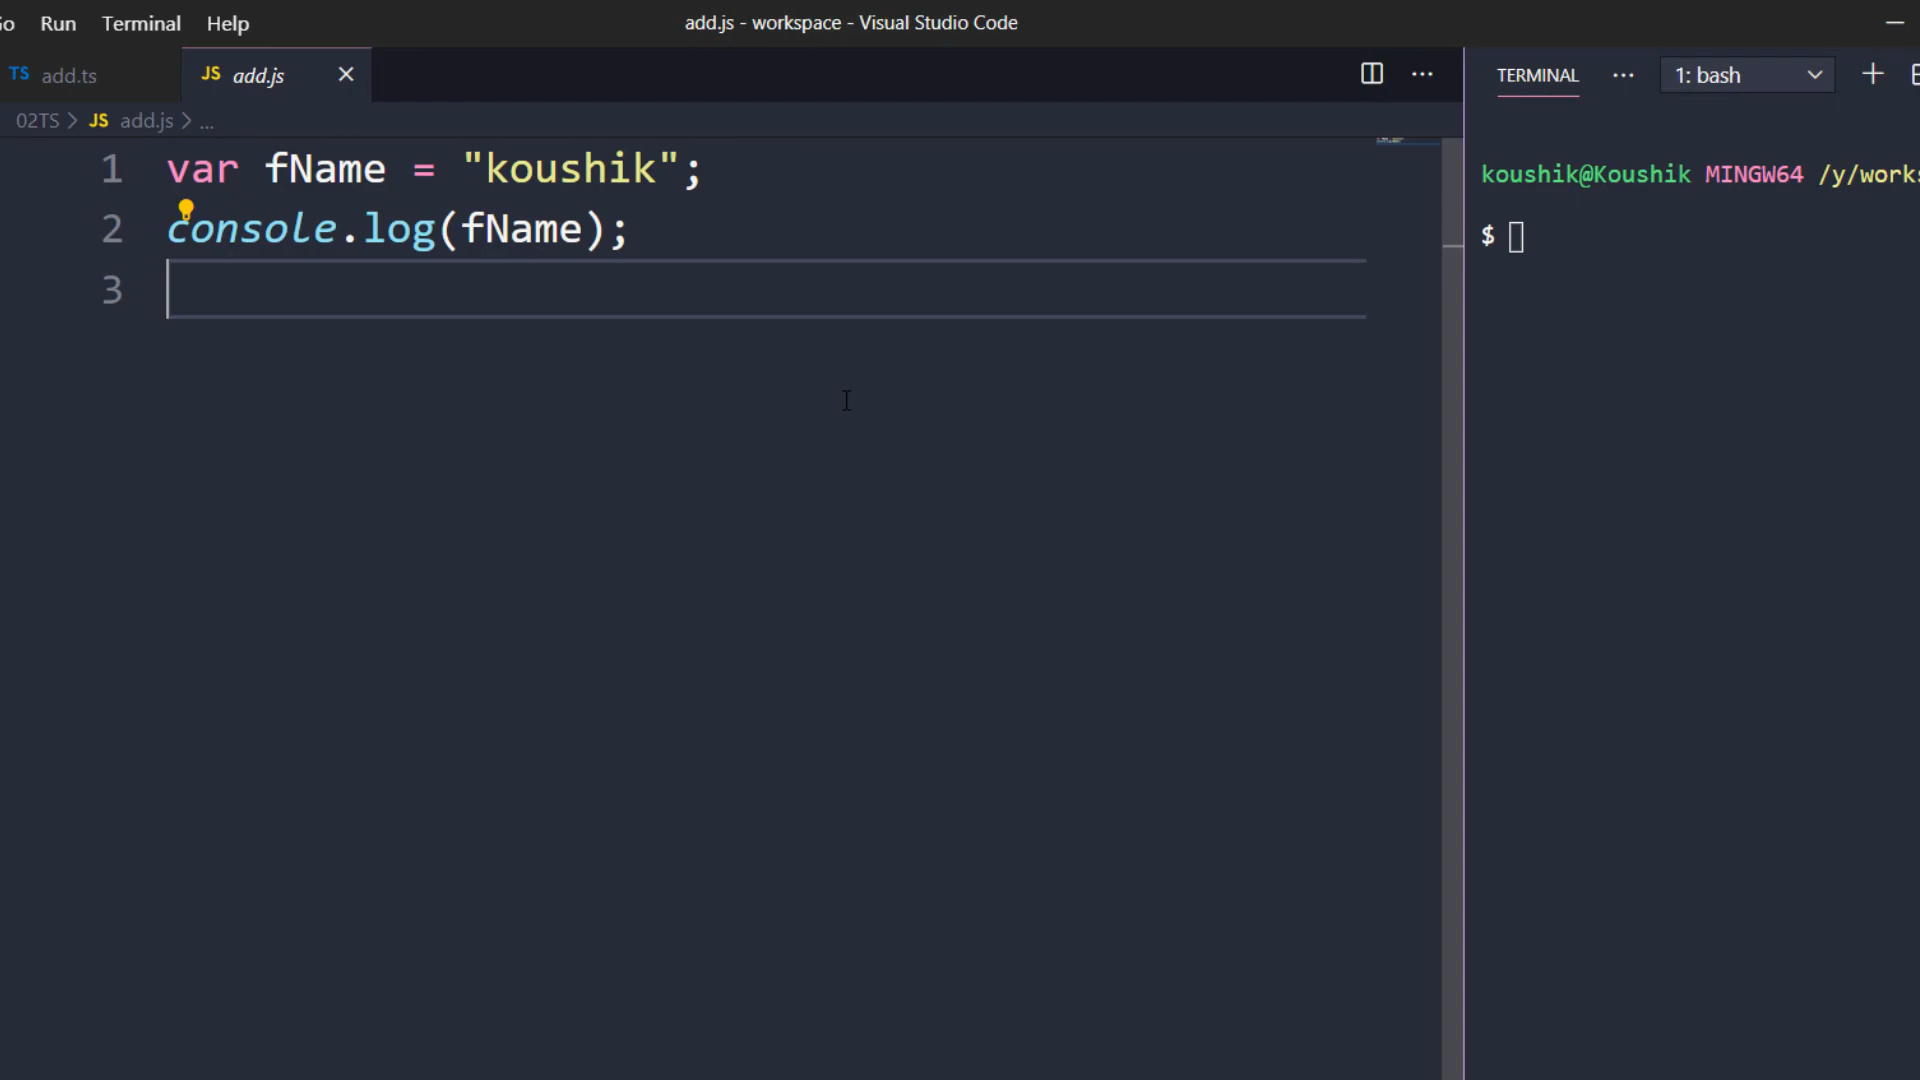 Run Terminal Help
add.js - workspace - Visual Studio Code
TS add.ts
JS add.js
TERMINAL ... 1: bash
02TS > JS add.js > ...
1 var fName = "koushik";
2 console.log(fName);
3
koushik@Koushik MINGW64 /y/works
$